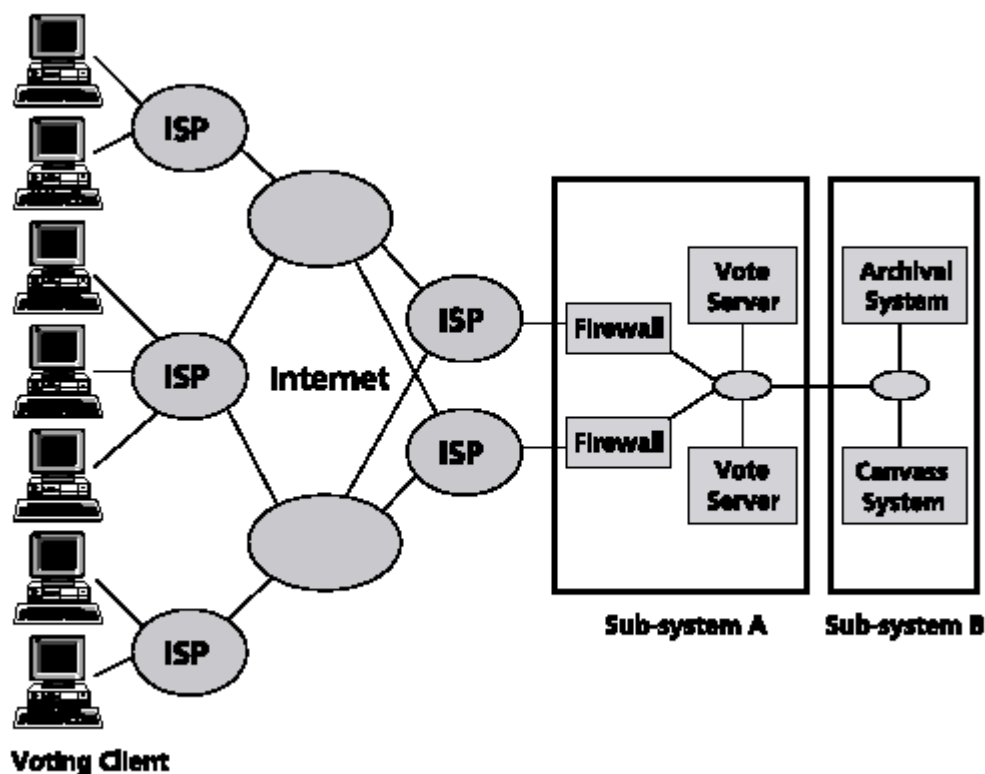 ISP
ISP
ISP
Internet
ISP
ISP
Firewall
Firewall
Vote
Server
Vote
Server
Archival
System
Canvass
System
Sub-system A
Sub-system B
Voting Client